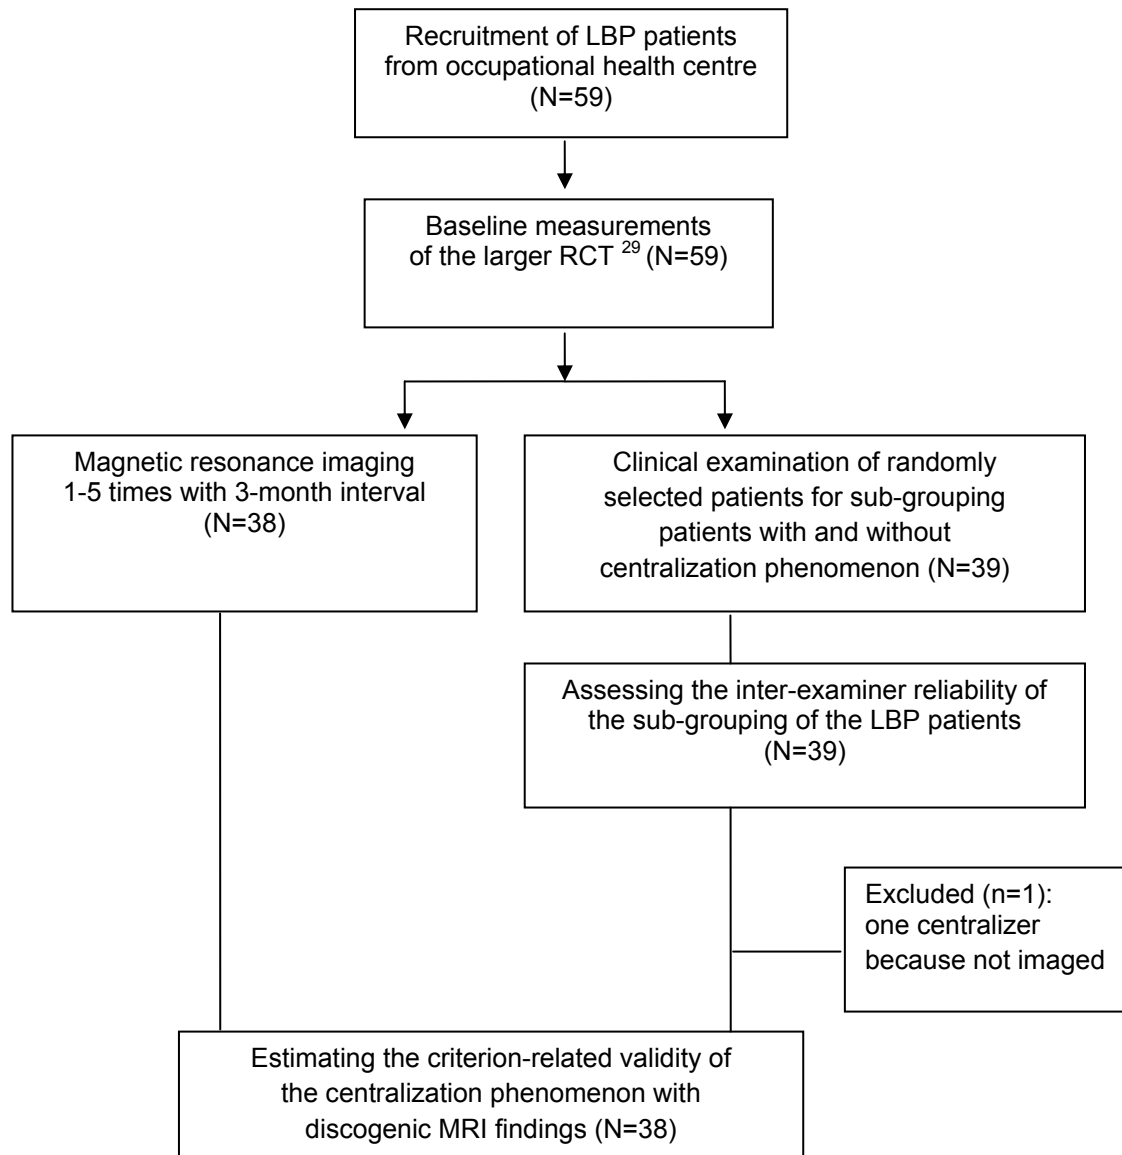 Recruitment of LBP patients
from occupational health centre
(N=59)
Baseline measurements
of the larger RCT 29 (N=59)
Magnetic resonance imaging
1-5 times with 3-month interval
(N=38)
Clinical examination of randomly
selected patients for sub-grouping
patients with and without
centralization phenomenon (N=39)
Assessing the inter-examiner reliability of
the sub-grouping of the LBP patients
(N=39)
Excluded (n=1):
one centralizer
because not imaged
Estimating the criterion-related validity of
the centralization phenomenon with
discogenic MRI findings (N=38)